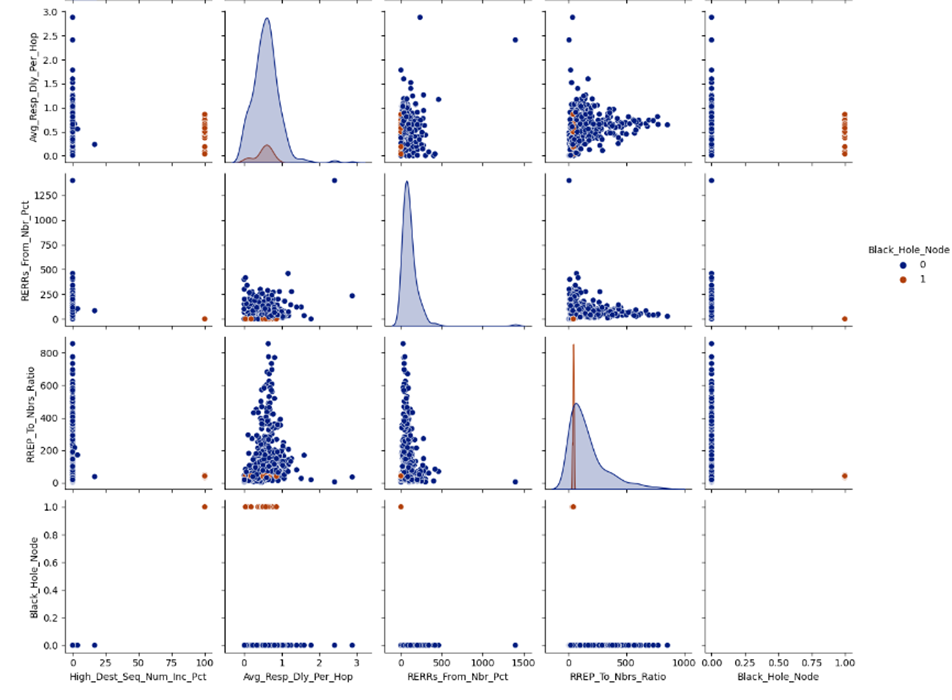 3.0
2.5
2.0
1.5
1.0
0.5
0.0
Avg_Resp_Dly_Per_Hop
1250
1000
750
500
250
0
RERRs_From_Nbr_Pct
Black_Hole_Node
0
1
800
600
400
200
0
RREP_To_Nbrs_Ratio
1.0
0.8
0.6
0.4
0.2
0.0
Black_Hole_Node
0 25 50 75 100
High_Dest_Seq_Num_Inc_Pct
0 1 2 3
Avg_Resp_Dly_Per_Hop
0 500 1000 1500
RERRs_From_Nbr_Pct
0 500 1000
RREP_To_Nbrs_Ratio
0.00 0.25 0.50 0.75 1.00
Black_Hole_Node